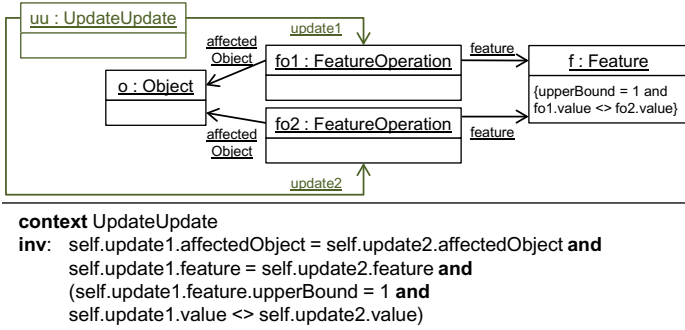 uu : UpdateUpdate
update1
affected
Object
fo1 : FeatureOperation
feature
f : Feature
o : Object
{upperBound = 1 and
fo1.value <> fo2.value}
fo2 : FeatureOperation
affected
Object
feature
update2
context UpdateUpdate
inv: self.update1.affectedObject = self.update2.affectedObject and
self.update1.feature = self.update2.feature and
(self.update1.feature.upperBound = 1 and
self.update1.value <> self.update2.value)